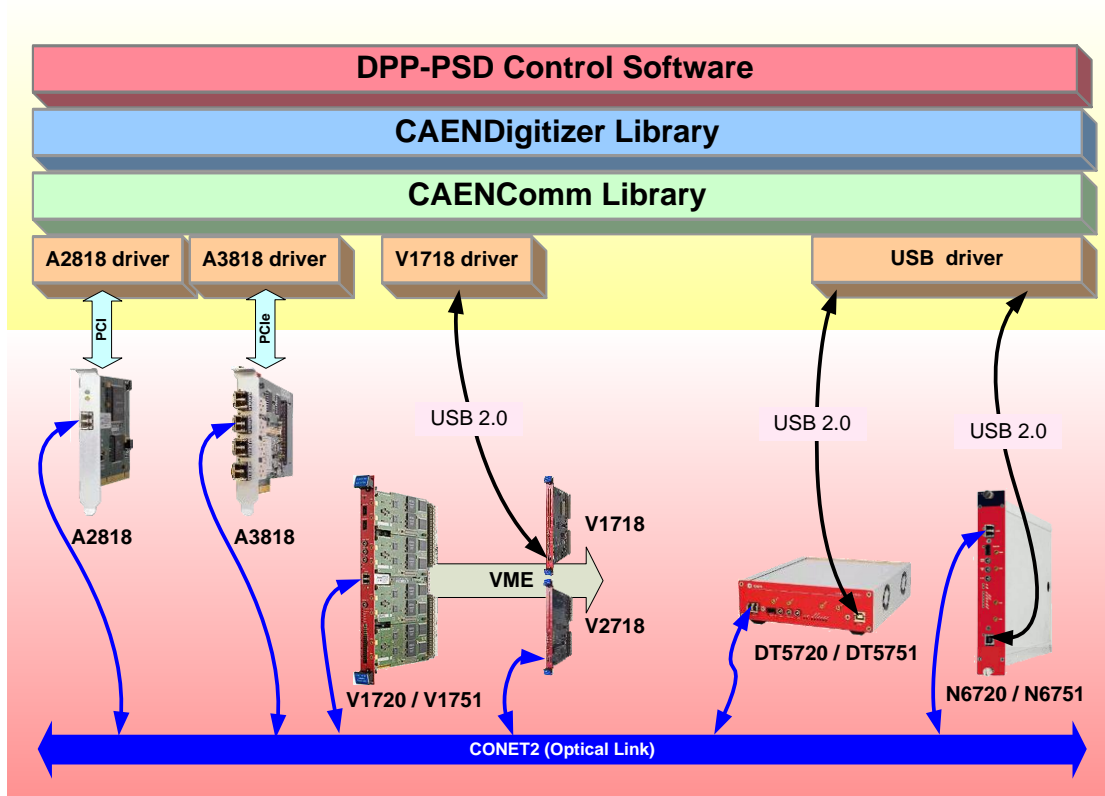 DPP-PSD Control Software
CAENDigitizer Library
CAENComm Library
A2818 driver
A3818 driver
V1718 driver
USB driver
PCI
PCIe
USB 2.0
USB 2.0
USB 2.0
A2818
A3818
V1718
VME
V2718
DT5720 / DT5751
V1720 / V1751
N6720 / N6751
CONET2 (Optical Link)